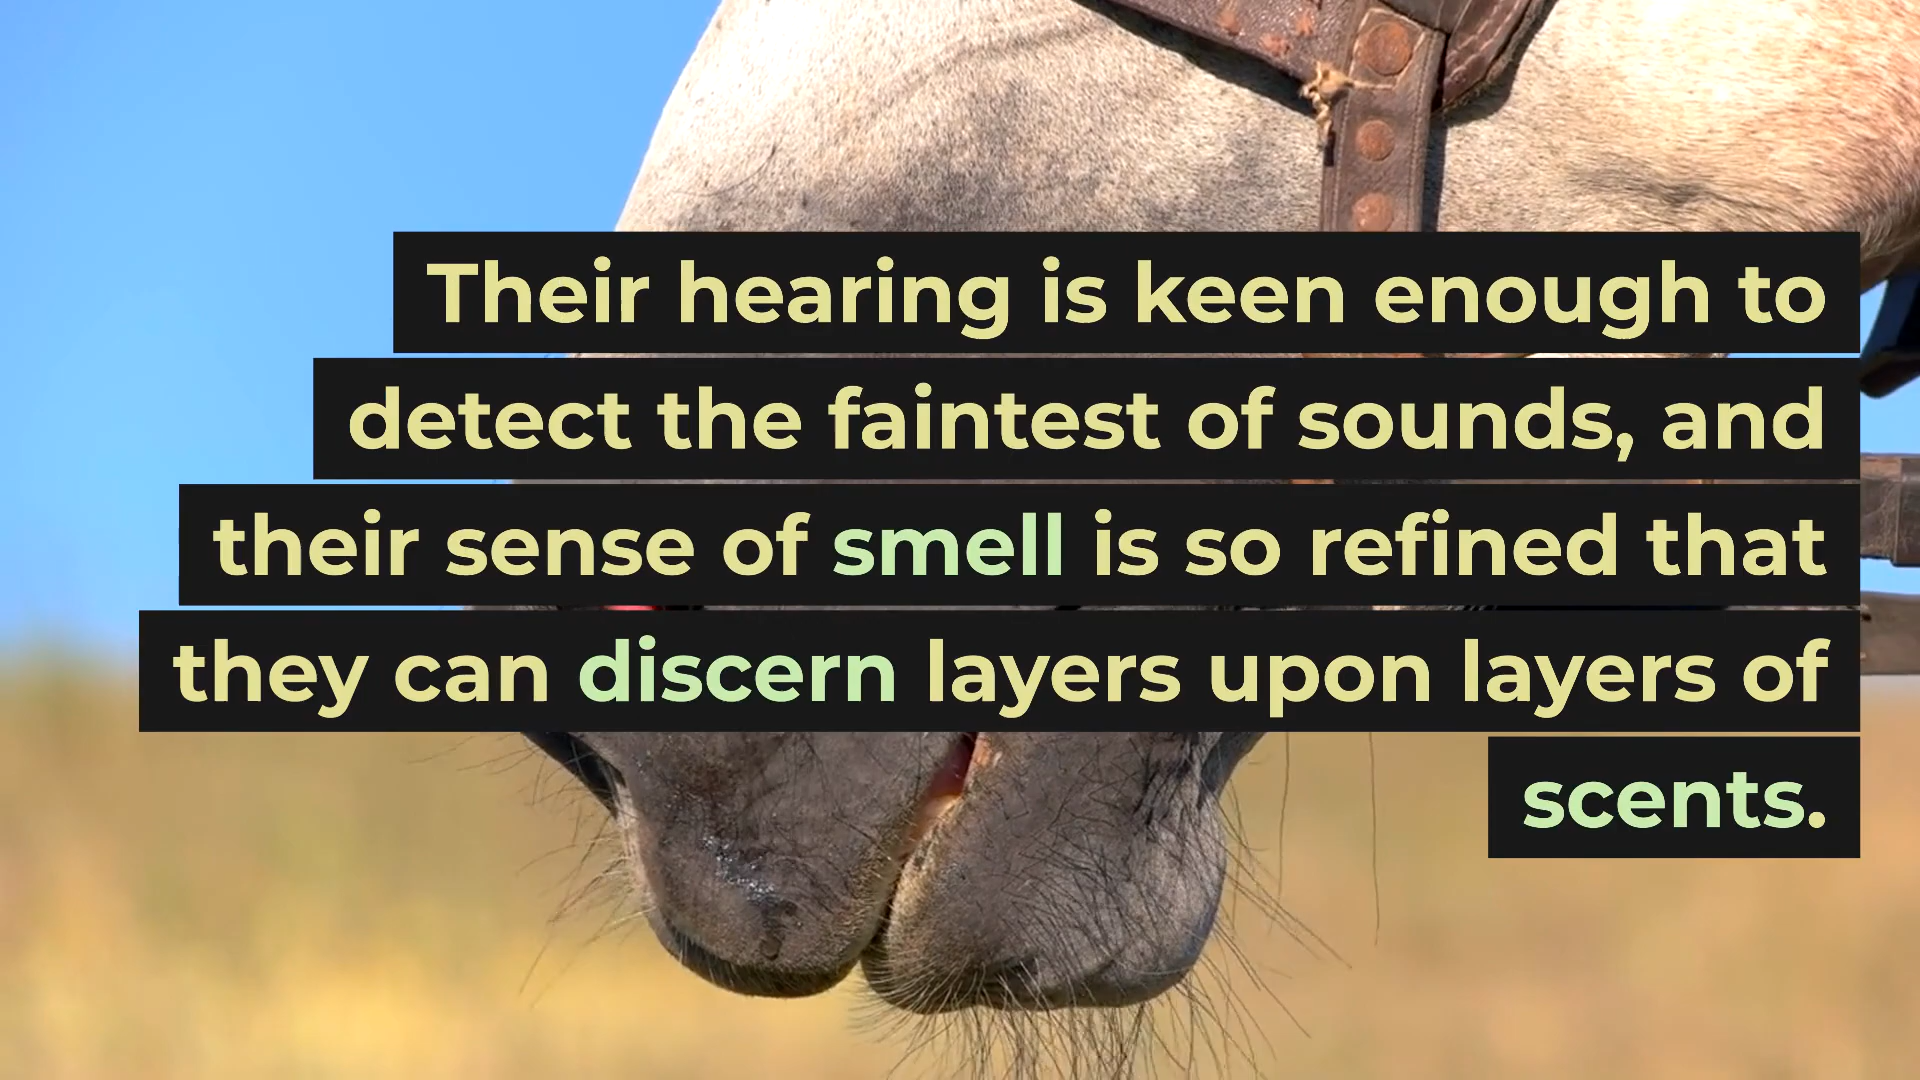 Their hearing is keen enough to
detect the faintest of sounds, and
their sense of smell is so refined that
they can discern layers upon layers of
scents.